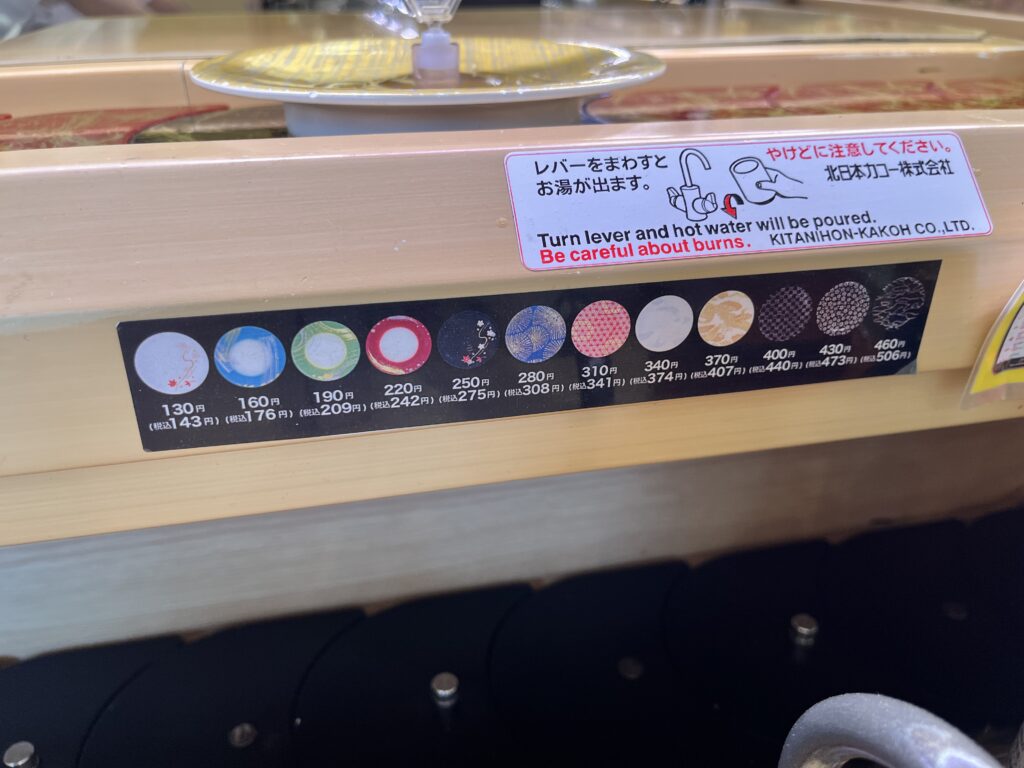 レバーをまわすと
お湯が出ます。
やけどに注意してください。
北日本カコー株式会社
Turn lever and hot water will be poured.
Be careful about burns.
KITANIHON-KAKOH CO.,LTD.
130円
(税込143円)
160円
(税込176円)
190円
(税込209円)
220円
(税込242円)
250円
(税込275円)
280円
(税込308円)
310円
(税込341円)
340円
(税込374円)
370円
(税込407円)
400円
(税込440円)
430円
(税込473円)
460円
(税込506円)